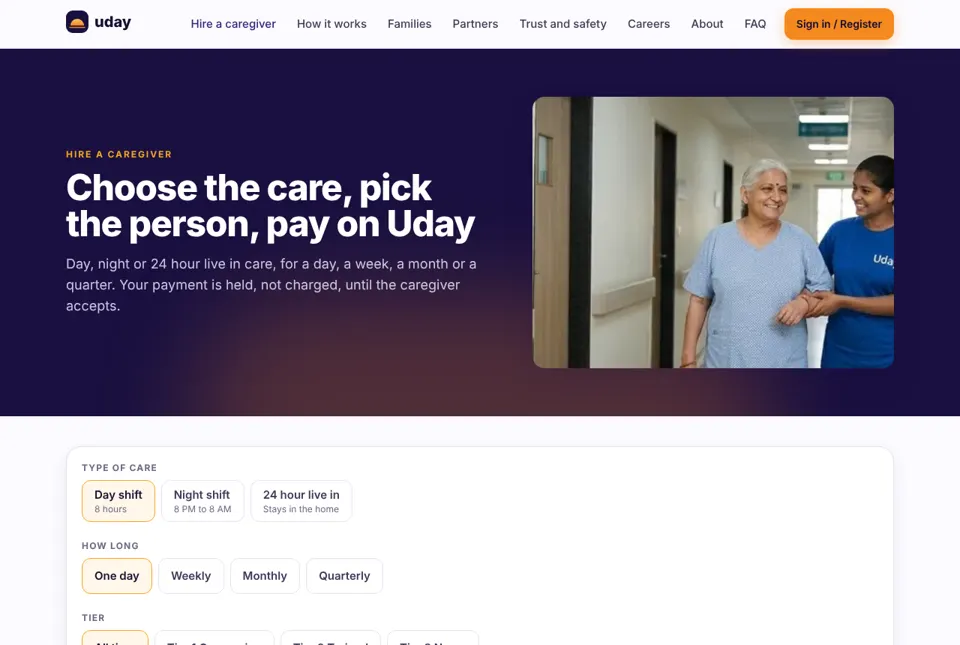 uday
Hire a caregiver
How it works
Families
Partners
Trust and safety
Careers
About
FAQ
Sign in / Register
HIRE A CAREGIVER
Choose the care, pick
the person, pay on Uday
Day, night or 24 hour live in care, for a day, a week, a month or a
quarter. Your payment is held, not charged, until the caregiver
accepts.
TYPE OF CARE
Day shift
8 hours
Night shift
8 PM to 8 AM
24 hour live in
Stays in the home
HOW LONG
One day
Weekly
Monthly
Quarterly
TIER